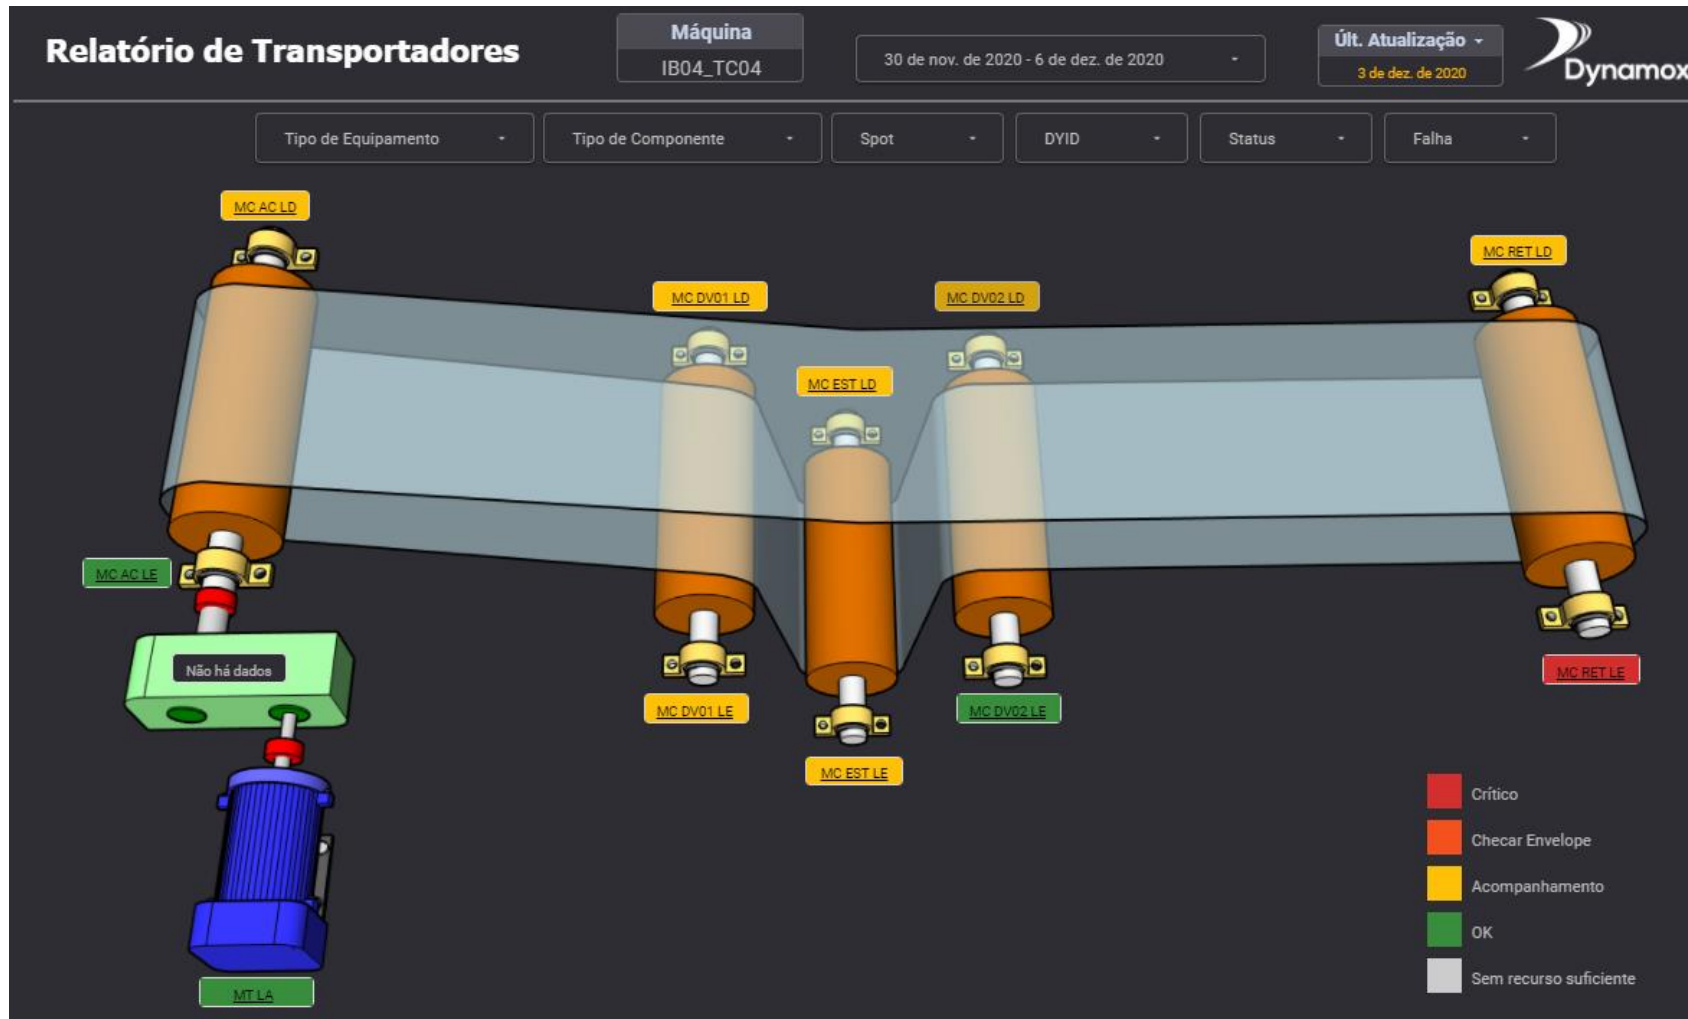 Relatório de Transportadores
Máquina
IB04_TC04
30 de nov. de 2020 - 6 de dez. de 2020
Últ. Atualização
3 de dez. de 2020
Dynamox
Tipo de Equipamento
Tipo de Componente
Spot
DYID
Status
Falha
MC AC LD
MC RET LD
MC DV01 LD
MC DV02 LD
MC EST LD
MC AC LE
Não há dados
MC RET LE
MC DV01 LE
MC DV02 LE
MC EST LE
MT LA
Crítico
Checar Envelope
Acompanhamento
OK
Sem recurso suficiente